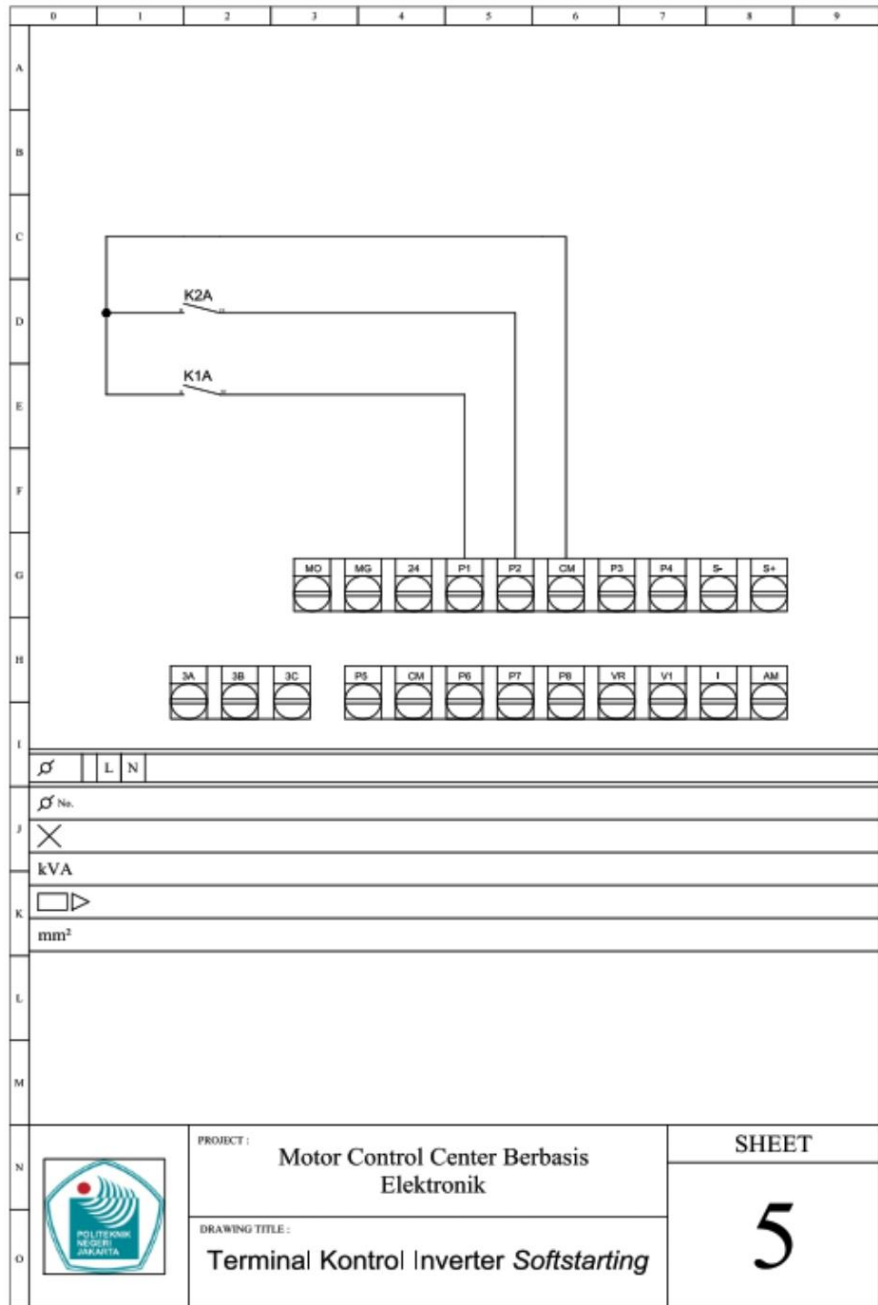 0 1 2 3 4 5 6 7 8 9
A
B
C
K2A
D
K1A
E
F
G
MO MG 24 P1 P2 CM P3 P4 S- S+
H
3A 3B 3C P5 CM P6 P7 P8 VR V1 I AM
I
L N
No.
J
kVA
K
mm²
L
M
N
O
POLITEKNIK
NEGERI
JAKARTA
PROJECT :
Motor Control Center Berbasis
Elektronik
DRAWING TITLE :
Terminal Kontrol Inverter Softstarting
SHEET
5